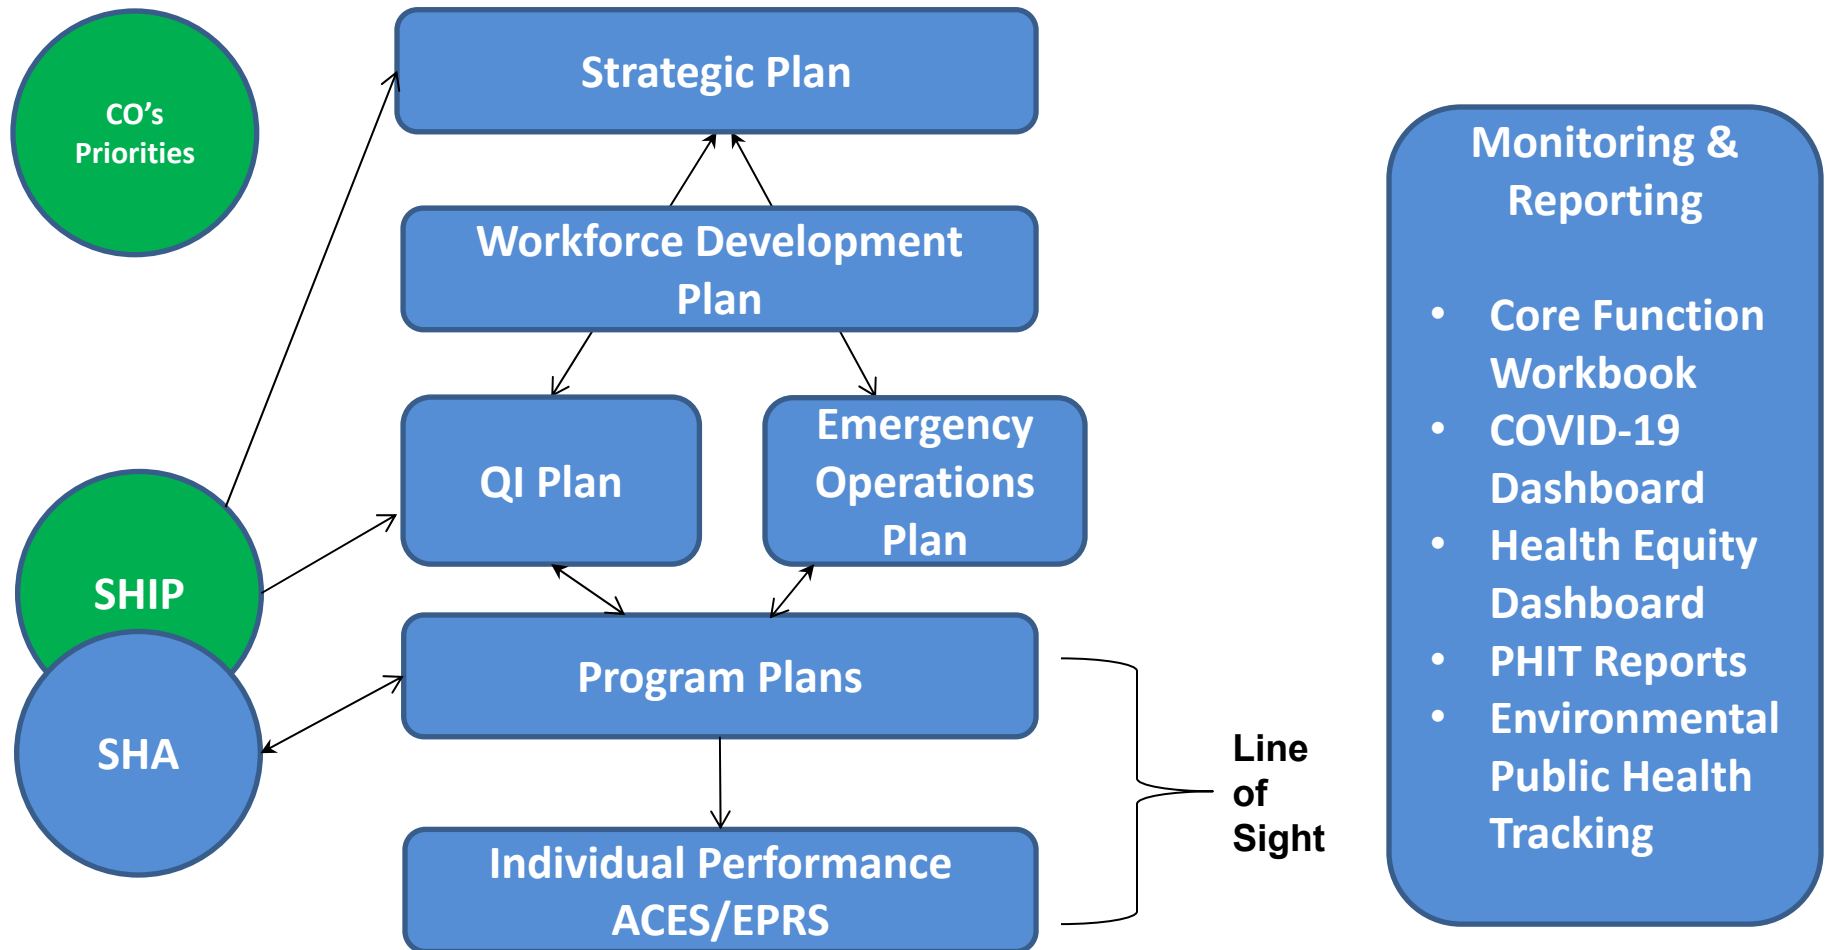 CO's
Priorities
Strategic Plan
Workforce Development
Plan
QI Plan
Emergency
Operations
Plan
SHIP
SHA
Program Plans
Individual Performance
ACES/EPRS
Line
of
Sight
Monitoring &
Reporting
• Core Function
Workbook
• COVID-19
Dashboard
• Health Equity
Dashboard
• PHIT Reports
• Environmental
Public Health
Tracking